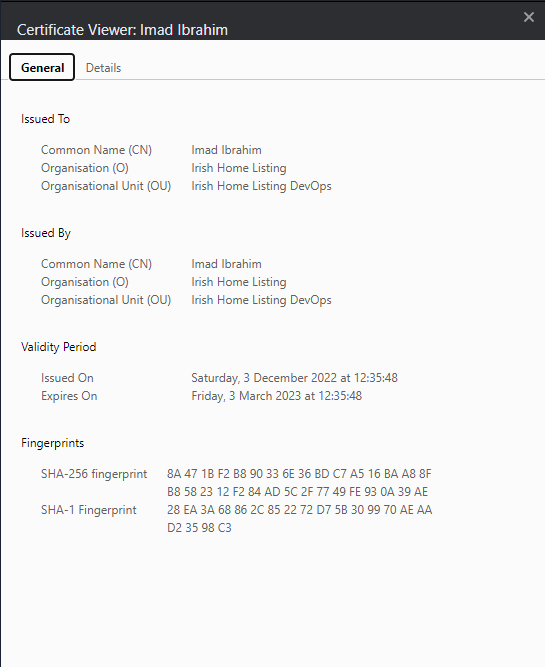 Certificate Viewer: Imad Ibrahim
General Details
Issued To
Common Name (CN) Imad Ibrahim
Organisation (O) Irish Home Listing
Organisational Unit (OU) Irish Home Listing DevOps
Issued By
Common Name (CN) Imad Ibrahim
Organisation (O) Irish Home Listing
Organisational Unit (OU) Irish Home Listing DevOps
Validity Period
Issued On Saturday, 3 December 2022 at 12:35:48
Expires On Friday, 3 March 2023 at 12:35:48
Fingerprints
SHA-256 fingerprint 8A 47 1B F2 B8 90 33 6E 36 BD C7 A5 16 BA A8 8F
B8 58 23 12 F2 84 AD 5C 2F 77 49 FE 93 0A 39 AE
SHA-1 Fingerprint 28 EA 3A 68 86 2C 85 22 72 D7 5B 30 99 70 AE AA
D2 35 98 C3